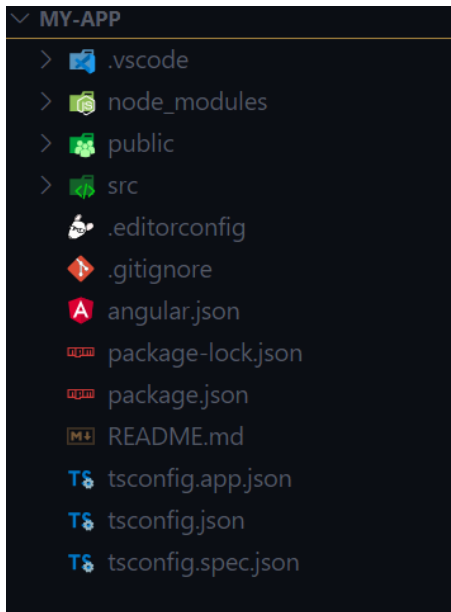 MY-APP
.vscode
node_modules
public
src
.editorconfig
.gitignore
angular.json
package-lock.json
package.json
README.md
tsconfig.app.json
tsconfig.json
tsconfig.spec.json